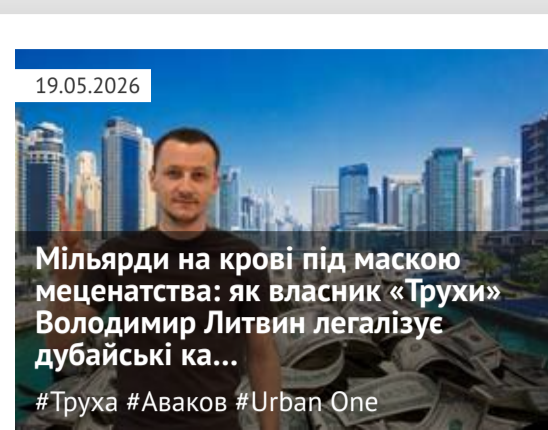 19.05.2026
Мільярди на крові під маскою
меценатства: як власник «Трухи»
Володимир Литвин легалізує
дубайські ка...
#Труха #Аваков #Urban One